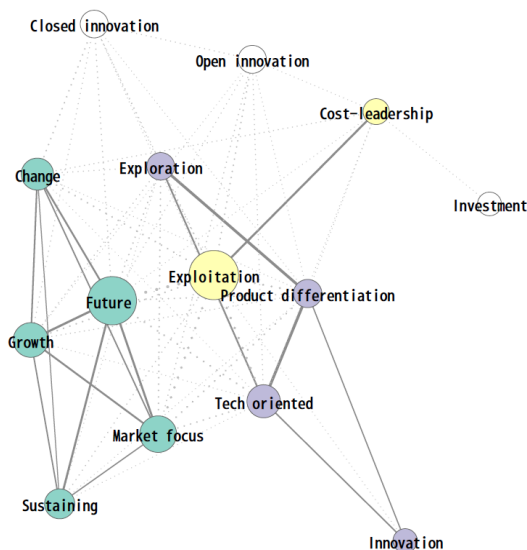 Closed innovation
Open innovation
Cost-leadership
Change
Exploration
Investment
Exploitation
Future
Product differentiation
Growth
Tech oriented
Market focus
Sustaining
Innovation